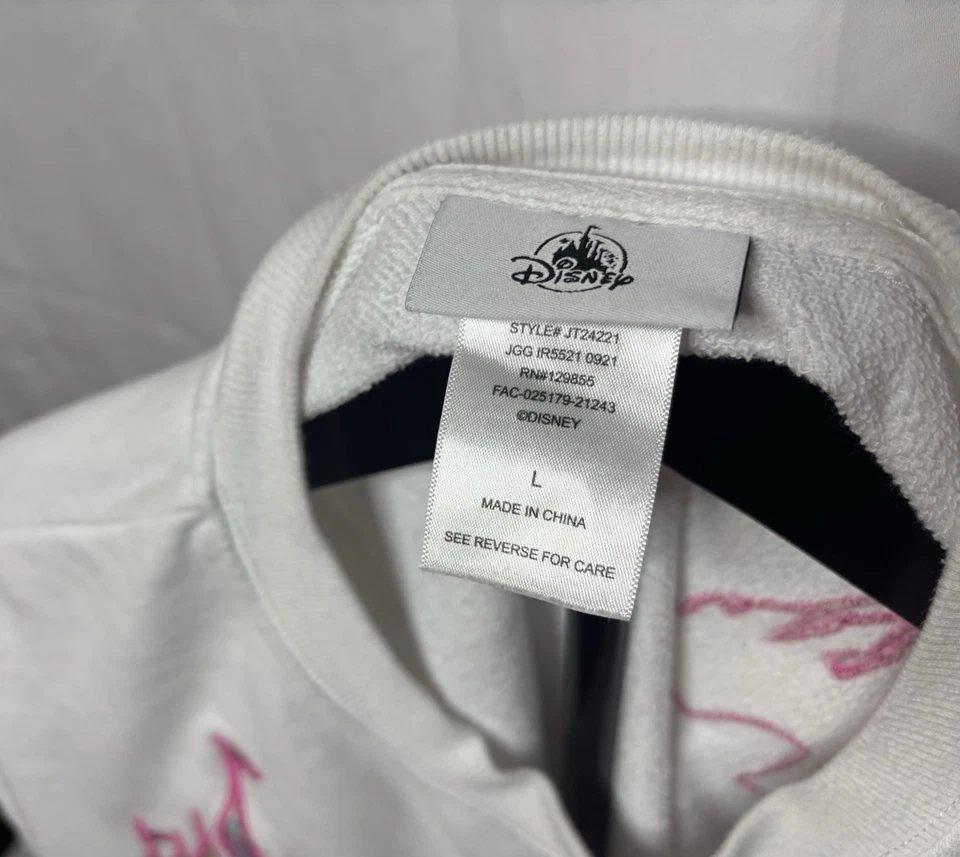 DISNEY
STYLE# JT24221
JGG IR5521 0921
RN#129855
FAC-025179-21243
©DISNEY
L
MADE IN CHINA
SEE REVERSE FOR CARE